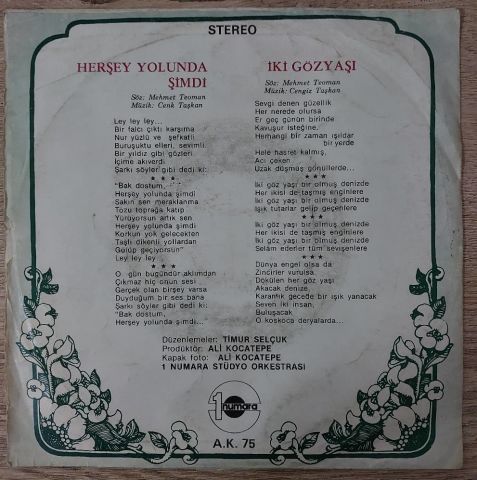 STEREO
HERŞEY YOLUNDA
ŞİMDİ
Söz: Mehmet Teoman
Müzik: Cenk Taşkan
Ley ley ley...
Bir falcı çıktı karşıma
Nur yüzlü ve şefkatli
Buruşuktu elleri, sevimli
Bir yıldız gibi gözleri
İçime akıverdi
Şarkı söyler gibi dedi ki:
★ ★ ★
"Bak dostum,
Herşey yolunda şimdi
Sakın sen meraklanma
Tozu toprağa katıp
Yürüyorsun artık sen
Herşey yolunda şimdi
Korkun yok gelecekten
Taşlı dikenli yollardan
Gülüp geçiyorsun"
Ley ley ley
★ ★ ★
O gün bugündür aklımdan
Çıkmaz hiç onun sesi
Gerçek olan birşey varsa
Duyduğum bir ses bana
Şarkı söyler gibi dedi ki:
"Bak dostum,
Herşey yolunda şimdi...
İKİ GÖZYAŞI
Söz: Mehmet Teoman
Müzik: Cengiz Taşkan
Sevgi denen güzellik
Her nerede olursa
Er geç günün birinde
Kavuşur isteğine.
Herhangi bir zaman ışıldar
bir yerde
Hele hasret kalmış,
Acı çeken
Uzak düşmüş gönüllerde...
★ ★ ★
İki göz yaşı bir olmuş denizde
Her ikisi de taşmış enginlere
İki göz yaşı bir olmuş denizde
Işık tutarlar gelip geçenlere
★ ★ ★
İki göz yaşı bir olmuş denizde
Her ikisi de taşmış enginlere
İki göz yaşı bir olmuş denizde
Selâm ederler tüm sevişenlere
★ ★ ★
Dünya engel olsa da
Zincirler vurulsa
Dökülen her göz yaşı
Akacak denize
Karanlık gecede bir ışık yanacak
Seven iki insan,
Buluşacak
O koskoca deryalarda...
Düzenlemeler: TİMUR SELÇUK
Produktör: ALİ KOCATEPE
Kapak foto: ALİ KOCATEPE
1 NUMARA STÜDYO ORKESTRASI
1 numara
A.K. 75